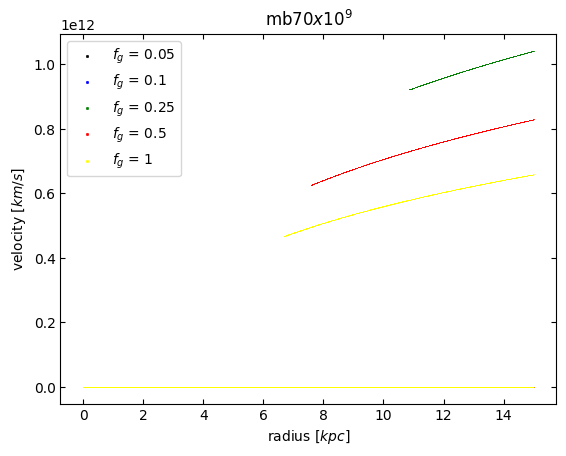 mb70x10⁹
1e12
f_g = 0.05
f_g = 0.1
f_g = 0.25
f_g = 0.5
f_g = 1
velocity [km/s]
1.0
0.8
0.6
0.4
0.2
0.0
0 2 4 6 8 10 12 14
radius [kpc]